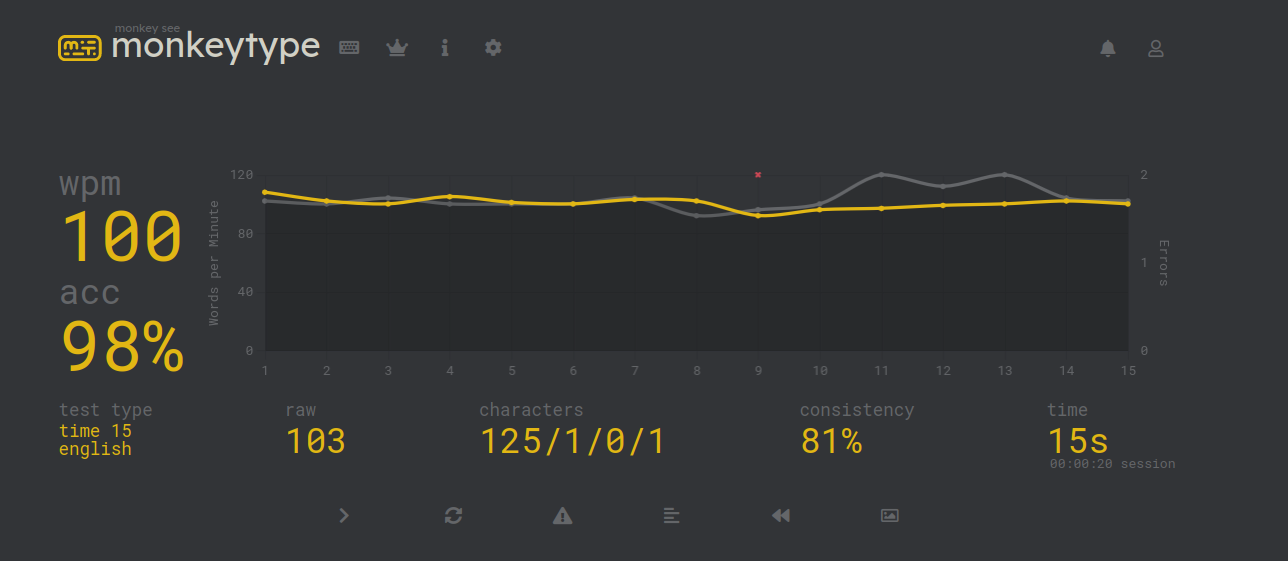 monkey see
monkeytype
wpm
100
acc
98%
Words per Minute
120
80
40
0
1 2 3 4 5 6 7 8 9 10 11 12 13 14 15
2
1
0
Errors
test type
time 15
english
raw
103
characters
125/1/0/1
consistency
81%
time
15s
00:00:20 session